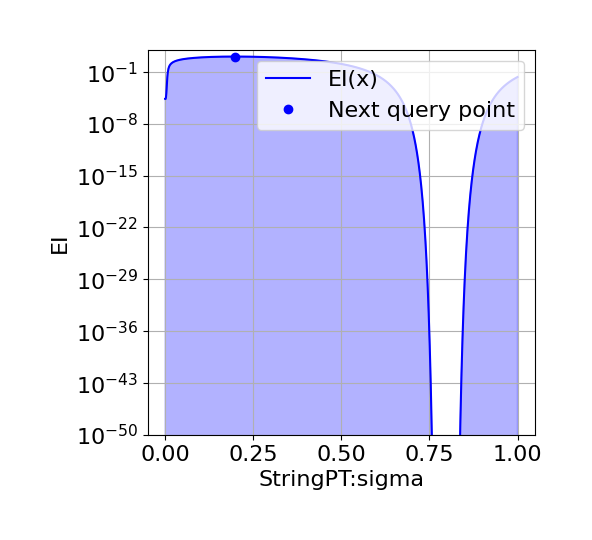 EI(x)
Next query point
10^-1
10^-8
10^-15
10^-22
10^-29
10^-36
10^-43
10^-50
EI
0.00 0.25 0.50 0.75 1.00
StringPT:sigma